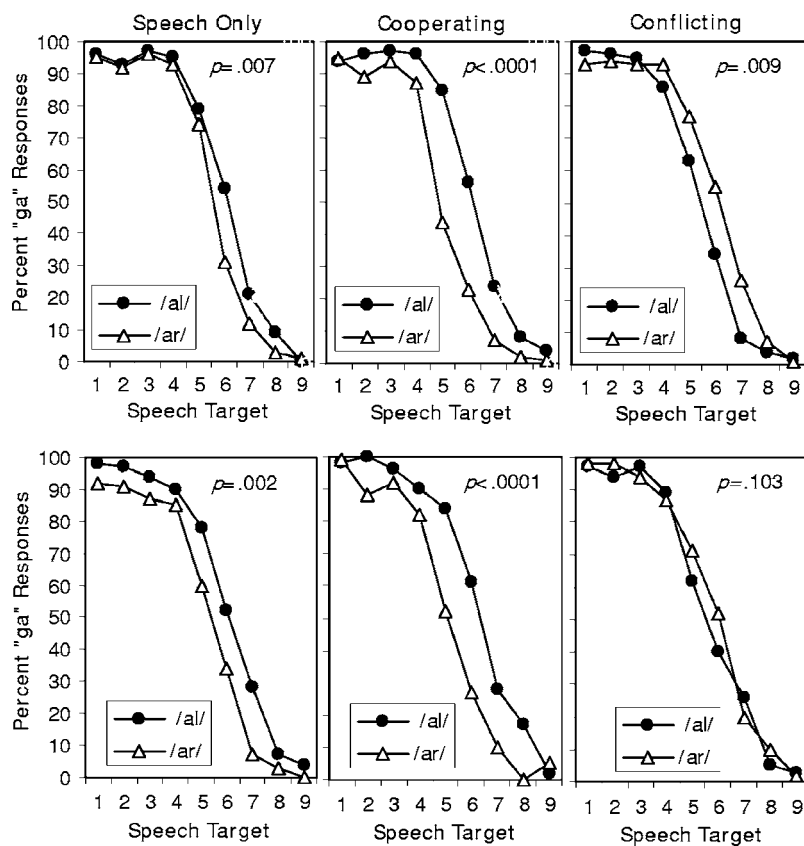 Speech Only
Cooperating
Conflicting
100
90
80
70
60
50
40
30
20
10
0
Percent "ga" Responses
p=.007
p<.0001
p=.009
/al/
/ar/
/al/
/ar/
/al/
/ar/
1 2 3 4 5 6 7 8 9
1 2 3 4 5 6 7 8 9
1 2 3 4 5 6 7 8 9
Speech Target
Speech Target
Speech Target
100
90
80
70
60
50
40
30
20
10
0
Percent "ga" Responses
p=.002
p<.0001
p=.103
/al/
/ar/
/al/
/ar/
/al/
/ar/
1 2 3 4 5 6 7 8 9
1 2 3 4 5 6 7 8 9
1 2 3 4 5 6 7 8 9
Speech Target
Speech Target
Speech Target